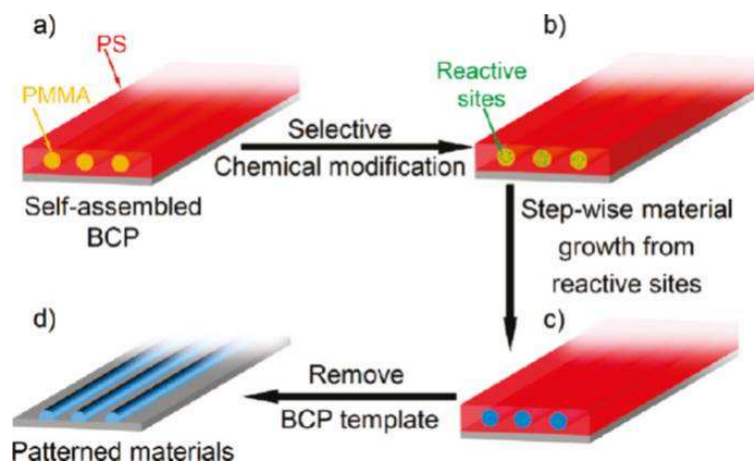 a)
PS
PMMA
Self-assembled
BCP
Selective
Chemical modification
b)
Reactive
sites
Step-wise material
growth from
reactive sites
c)
Remove
BCP template
d)
Patterned materials